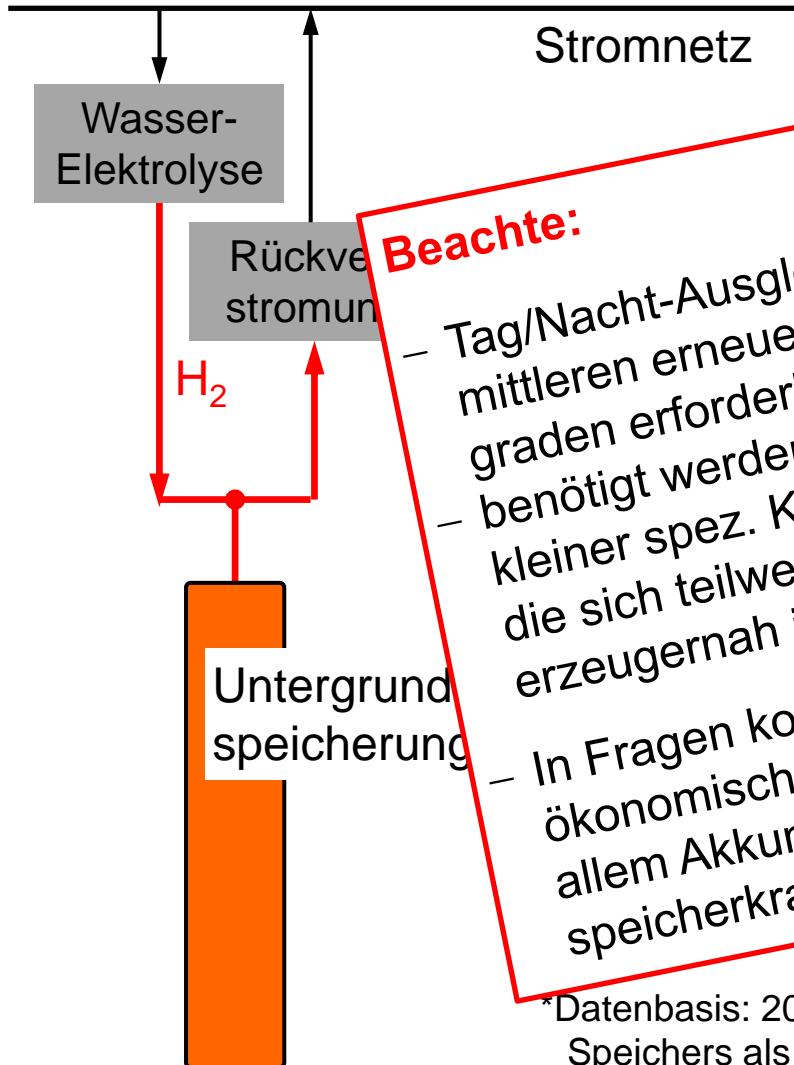 Stromnetz
Wasser-
Elektrolyse
Rückve
stromun
H₂
Untergrund
speicherung
Beachte:
– Tag/Nacht-Ausgl
mittleren erneue
graden erforder
– benötigt werde
kleiner spez. K
die sich teilwe
erzeugernah
– In Fragen ko
ökonomisch
allem Akku
speicherkra
*Datenbasis: 20
Speichers als